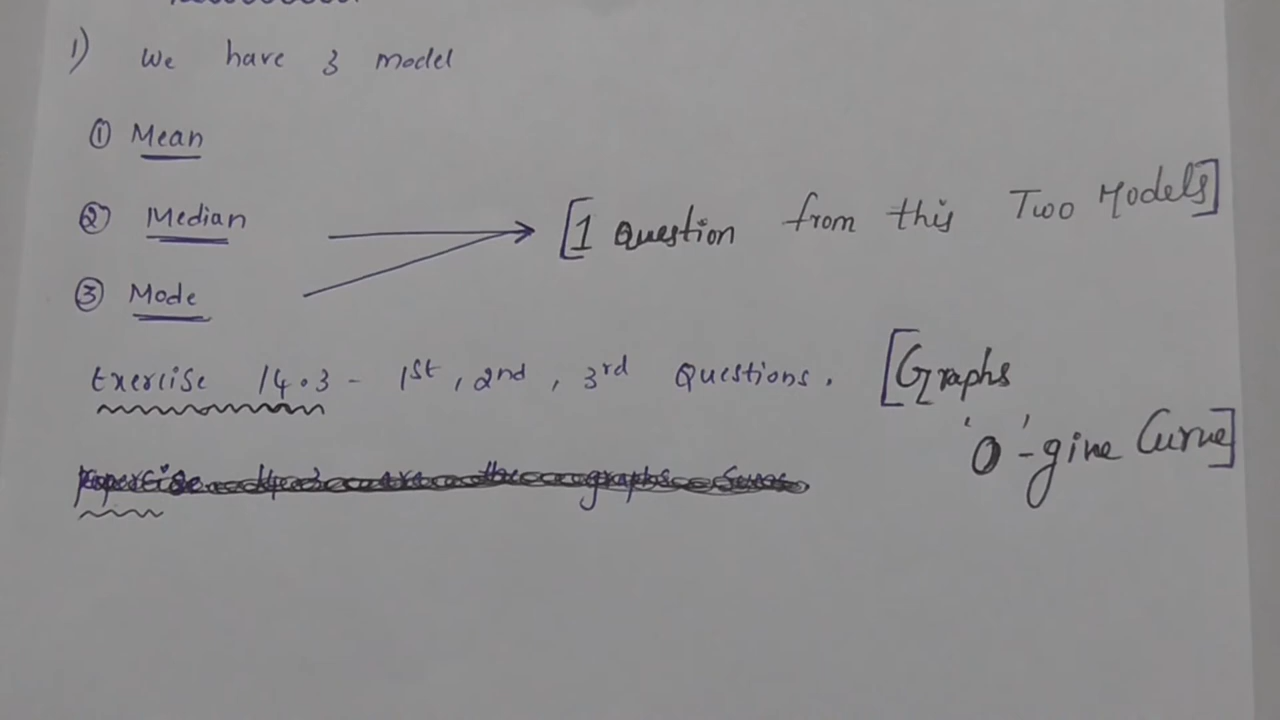 1) We have 3 model
① Mean
② Median
[1 Question from this Two Models]
③ Mode
Exercise 14.3 - 1st, 2nd, 3rd Questions. [Graphs
'O'-give Curve]